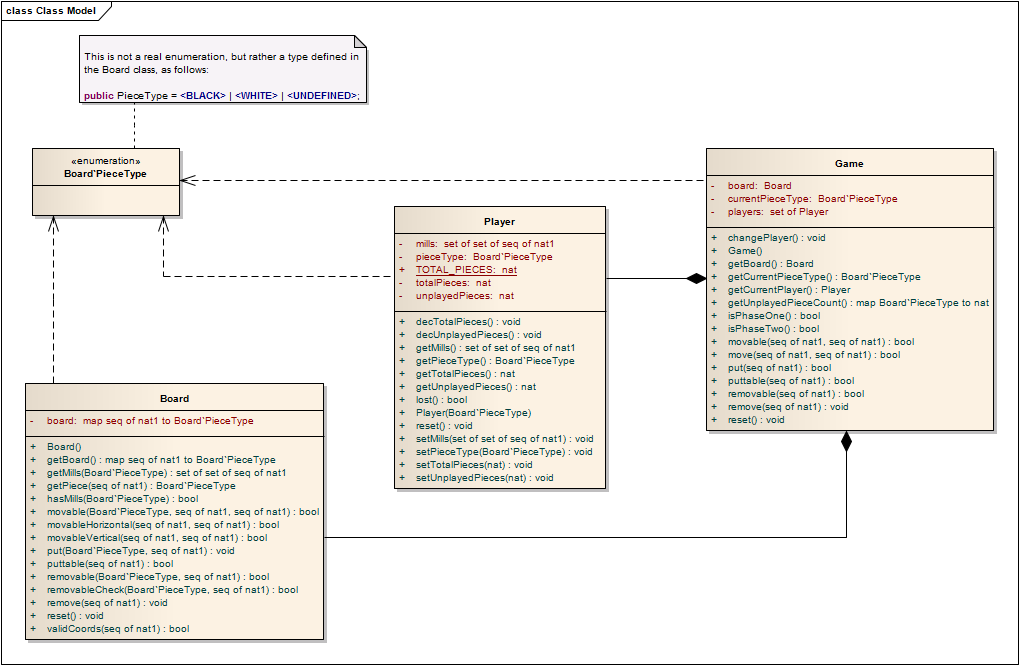 class Class Model
This is not a real enumeration, but rather a type defined in
the Board class, as follows:
public PieceType = <BLACK> | <WHITE> | <UNDEFINED>;
«enumeration»
Board`PieceType
Game
- board: Board
- currentPieceType: Board`PieceType
- players: set of Player
+ changePlayer() : void
+ Game()
+ getBoard() : Board
+ getCurrentPieceType() : Board`PieceType
+ getCurrentPlayer() : Player
+ getUnplayedPieceCount() : map Board`PieceType to nat
+ isPhaseOne() : bool
+ isPhaseTwo() : bool
+ movable(seq of nat1, seq of nat1) : bool
+ move(seq of nat1, seq of nat1) : bool
+ put(seq of nat1) : bool
+ puttable(seq of nat1) : bool
+ removable(seq of nat1) : bool
+ remove(seq of nat1) : void
+ reset() : void
Player
- mills: set of set of seq of nat1
- pieceType: Board`PieceType
+ TOTAL_PIECES: nat
- totalPieces: nat
- unplayedPieces: nat
+ decTotalPieces() : void
+ decUnplayedPieces() : void
+ getMills() : set of set of seq of nat1
+ getPieceType() : Board`PieceType
+ getTotalPieces() : nat
+ getUnplayedPieces() : nat
+ lost() : bool
+ Player(Board`PieceType)
+ reset() : void
+ setMills(set of set of seq of nat1) : void
+ setPieceType(Board`PieceType) : void
+ setTotalPieces(nat) : void
+ setUnplayedPieces(nat) : void
Board
- board: map seq of nat1 to Board`PieceType
+ Board()
+ getBoard() : map seq of nat1 to Board`PieceType
+ getMills(Board`PieceType) : set of set of seq of nat1
+ getPiece(seq of nat1) : Board`PieceType
+ hasMills(Board`PieceType) : bool
+ movable(Board`PieceType, seq of nat1, seq of nat1) : bool
+ movableHorizontal(seq of nat1, seq of nat1) : bool
+ movableVertical(seq of nat1, seq of nat1) : bool
+ put(Board`PieceType, seq of nat1) : void
+ puttable(seq of nat1) : bool
+ removable(Board`PieceType, seq of nat1) : bool
+ removableCheck(Board`PieceType, seq of nat1) : bool
+ remove(seq of nat1) : void
+ reset() : void
+ validCoords(seq of nat1) : bool